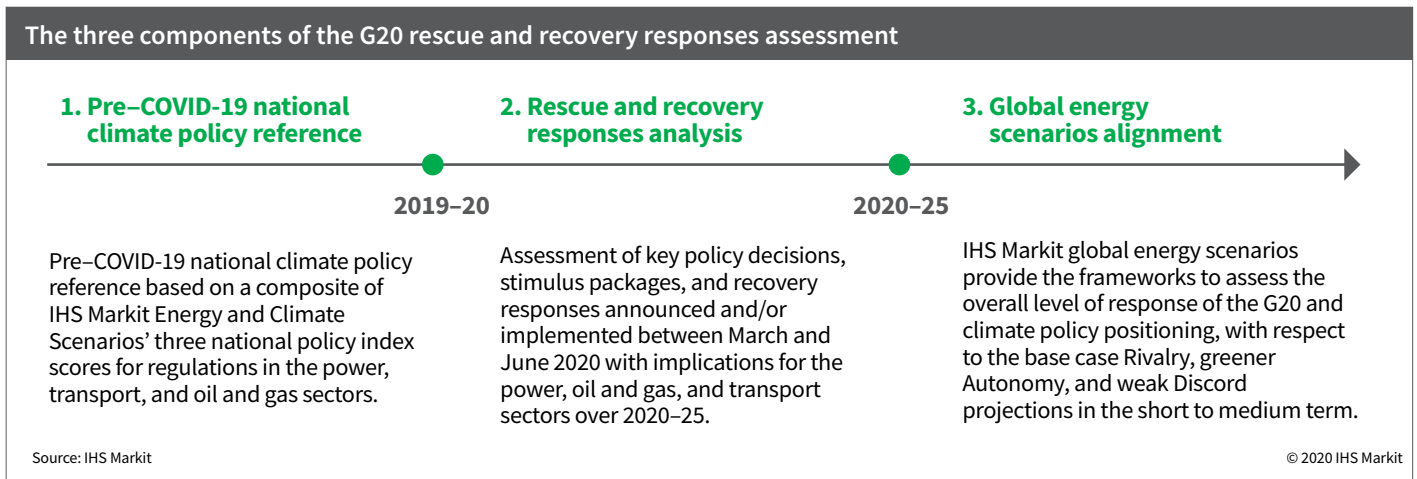 The three components of the G20 rescue and recovery responses assessment
1. Pre–COVID-19 national
climate policy reference
2. Rescue and recovery
responses analysis
3. Global energy
scenarios alignment
2019–20
2020–25
Pre–COVID-19 national climate policy
reference based on a composite of
IHS Markit Energy and Climate
Scenarios’ three national policy index
scores for regulations in the power,
transport, and oil and gas sectors.
Assessment of key policy decisions,
stimulus packages, and recovery
responses announced and/or
implemented between March and
June 2020 with implications for the
power, oil and gas, and transport
sectors over 2020–25.
IHS Markit global energy scenarios
provide the frameworks to assess the
overall level of response of the G20 and
climate policy positioning, with respect
to the base case Rivalry, greener
Autonomy, and weak Discord
projections in the short to medium term.
Source: IHS Markit
© 2020 IHS Markit